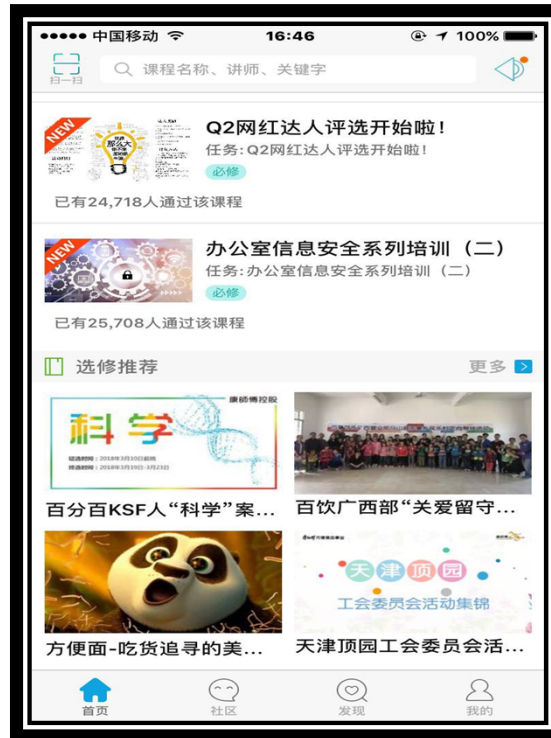 中国移动
16:46
100%
扫一扫
课程名称、讲师、关键字
NEW
那么大
Q2网红达人评选开始啦！
任务:Q2网红达人评选开始啦！
必修
已有24,718人通过该课程
NEW
办公室信息安全系列培训（二）
任务:办公室信息安全系列培训（二）
必修
已有25,708人通过该课程
选修推荐
更多
康師傅控股
科学
百分百KSF人“科学”案...
百饮广西部“关爱留守...
天津顶园
工会委员会活动集锦
方便面-吃货追寻的美...
天津顶园工会委员会活...
首页
社区
发现
我的